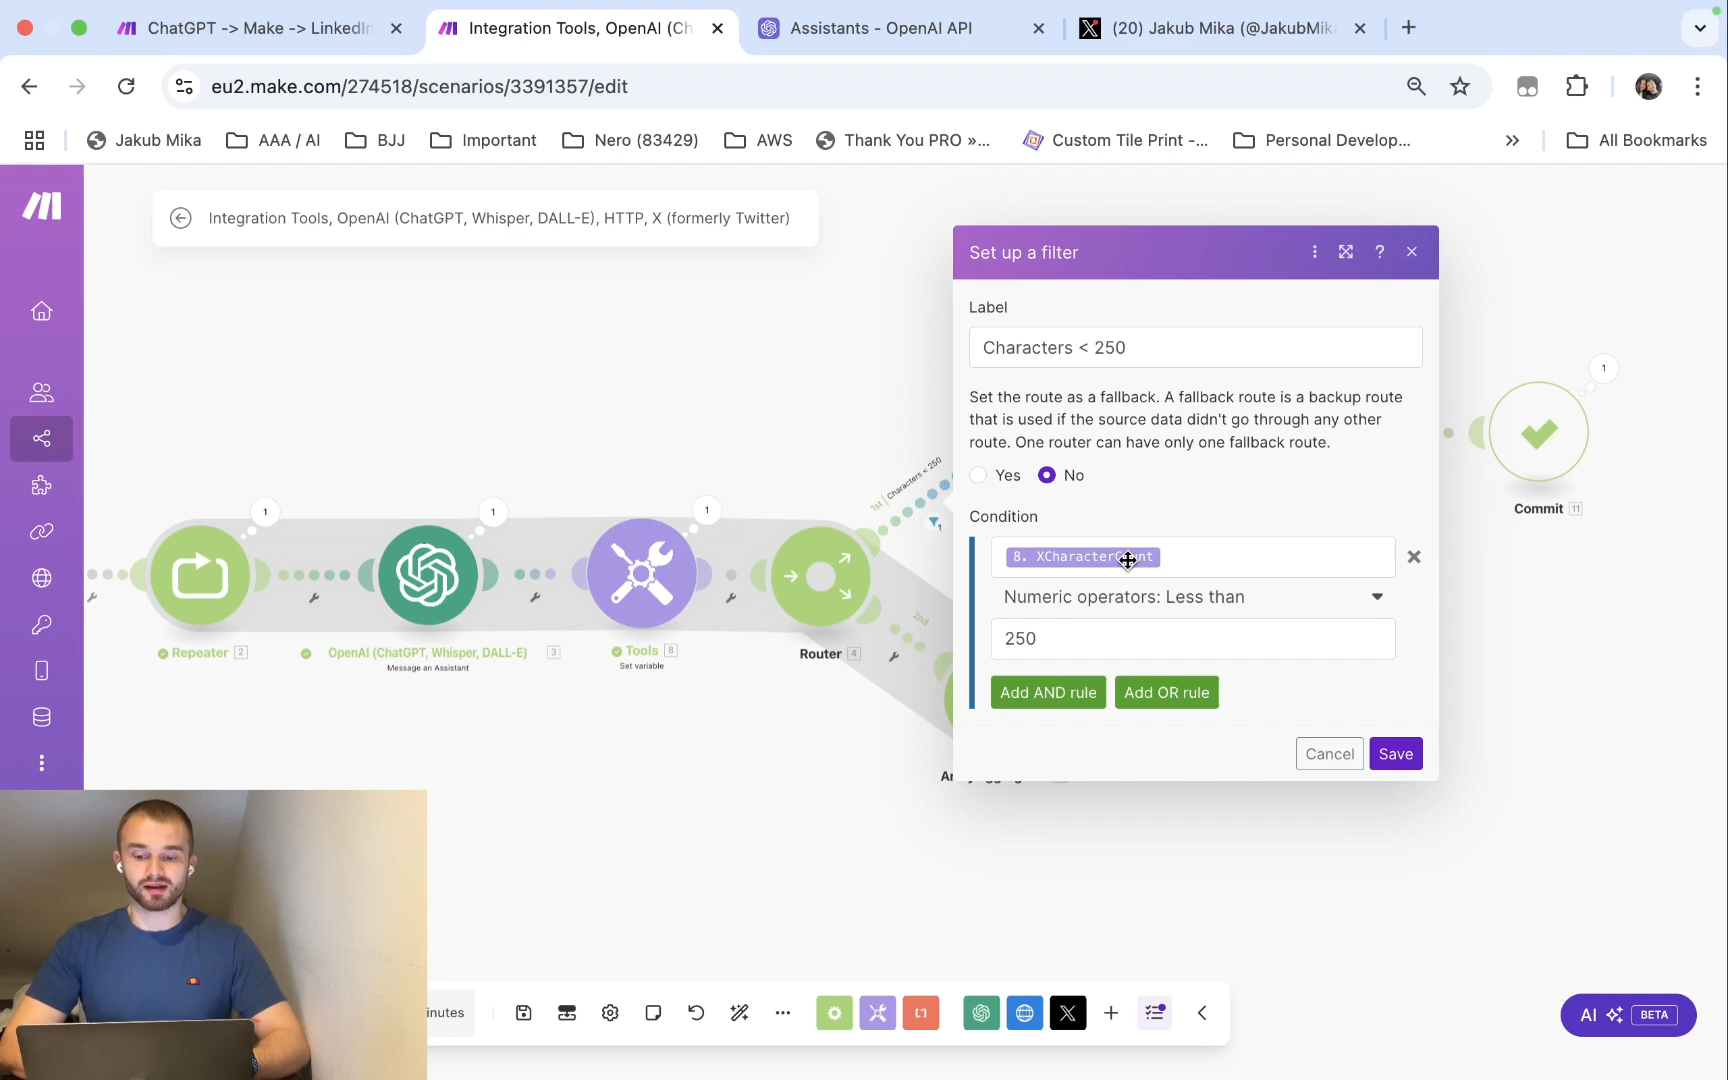 ChatGPT -> Make -> LinkedIn
Integration Tools, OpenAI (Ch
Assistants - OpenAI API
(20) Jakub Mika (@JakubMika
eu2.make.com/274518/scenarios/3391357/edit
Jakub Mika
AAA / AI
BJJ
Important
Nero (83429)
AWS
Thank You PRO »...
Custom Tile Print -...
Personal Develop...
All Bookmarks
Integration Tools, OpenAI (ChatGPT, Whisper, DALL-E), HTTP, X (formerly Twitter)
Set up a filter
Label
Characters < 250
Set the route as a fallback. A fallback route is a backup route
that is used if the source data didn't go through any other
route. One router can have only one fallback route.
Yes
No
Condition
8. XCharacterCount
Numeric operators: Less than
250
Add AND rule
Add OR rule
Cancel
Save
1
1
1
1st
Characters < 250
1
2nd
Repeater 2
OpenAI (ChatGPT, Whisper, DALL-E) 3
Message an Assistant
Tools 8
Set variable
Router 4
1
Commit 11
inutes
AI BETA